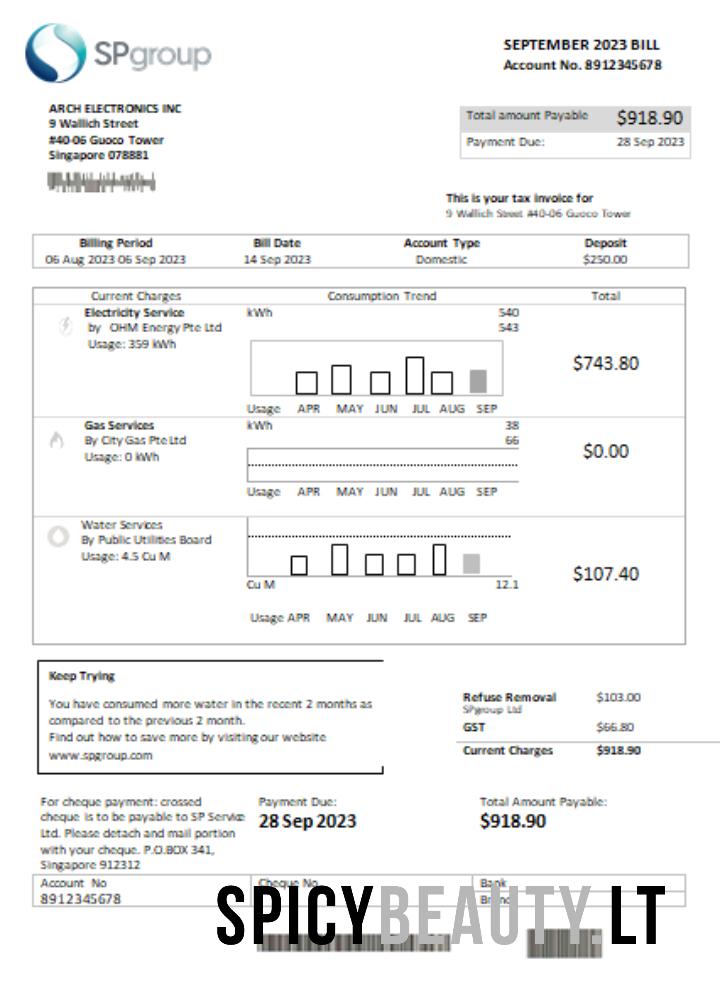 SPgroup
SEPTEMBER 2023 BILL
Account No. 8912345678
ARCH ELECTRONICS INC
9 Wallich Street
#40-06 Guoco Tower
Singapore 078881
Total amount Payable $918.90
Payment Due: 28 Sep 2023
This is your tax invoice for
9 Wallich Street #40-06 Guoco Tower
Billing Period Bill Date Account Type Deposit
06 Aug 2023 06 Sep 2023 14 Sep 2023 Domestic $250.00
Current Charges Consumption Trend Total
Electricity Service kWh 540
by OHM Energy Pte Ltd 543
Usage: 359 kWh
$743.80
Usage APR MAY JUN JUL AUG SEP
Gas Services kWh 38
By City Gas Pte Ltd 66
Usage: 0 kWh
$0.00
Usage APR MAY JUN JUL AUG SEP
Water Services
By Public Utilities Board
Usage: 4.5 Cu M
$107.40
Cu M 12.1
Usage APR MAY JUN JUL AUG SEP
Keep Trying
You have consumed more water in the recent 2 months as
compared to the previous 2 month.
Find out how to save more by visiting our website
www.spgroup.com
Refuse Removal $103.00
SPgroup Ltd
GST $66.80
Current Charges $918.90
For cheque payment: crossed
cheque is to be payable to SP Service
Ltd. Please detach and mail portion
with your cheque. P.O.BOX 341,
Singapore 912312
Payment Due:
28 Sep 2023
Total Amount Payable:
$918.90
Account No Cheque No Bank
8912345678
SPICYBEAUTY.LT